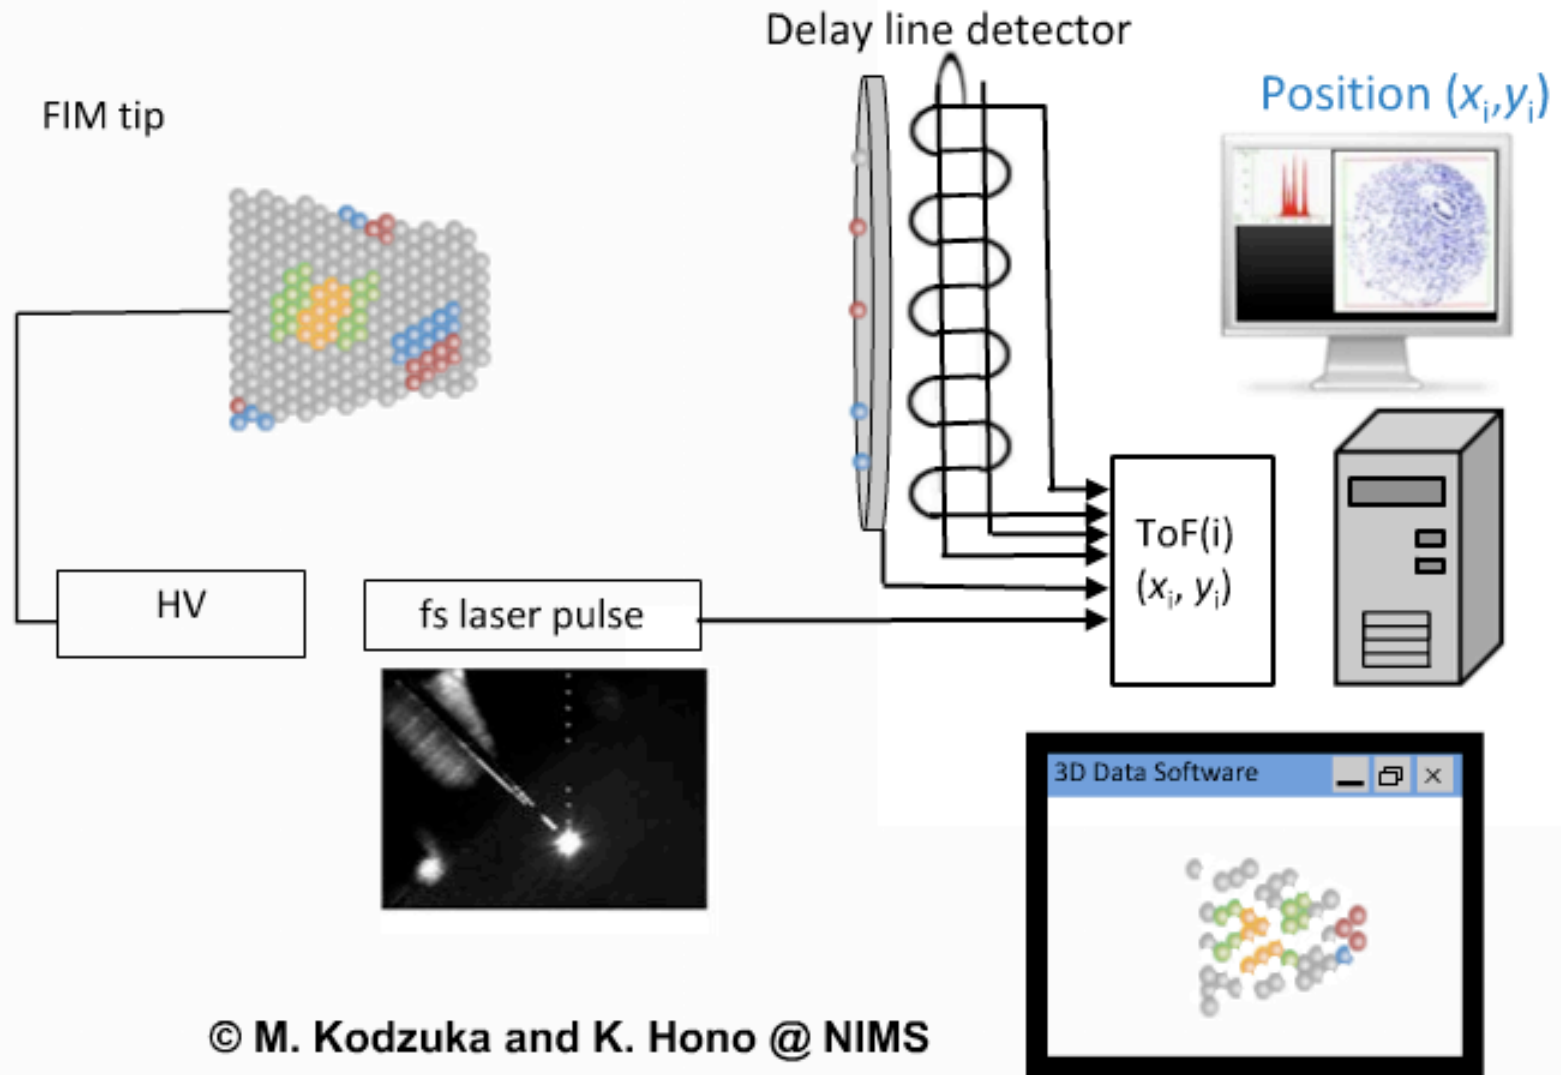 Delay line detector
FIM tip
Position (xᵢ,yᵢ)
HV
fs laser pulse
ToF(i)
(xᵢ, yᵢ)
3D Data Software
© M. Kodzuka and K. Hono @ NIMS